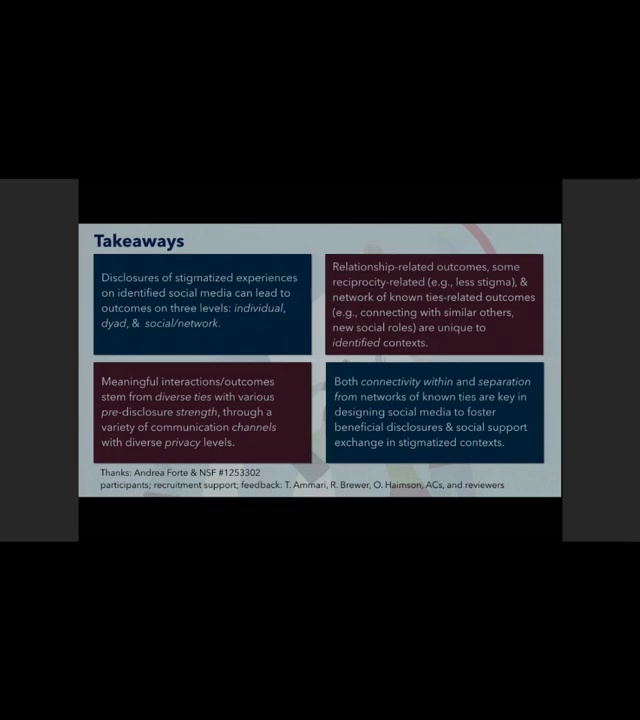 Takeaways
Disclosures of stigmatized experiences
on identified social media can lead to
outcomes on three levels: individual,
dyad, & social/network.
Relationship-related outcomes, some
reciprocity-related (e.g., less stigma), &
network of known ties-related outcomes
(e.g., connecting with similar others,
new social roles) are unique to
identified contexts.
Meaningful interactions/outcomes
stem from diverse ties with various
pre-disclosure strength, through a
variety of communication channels
with diverse privacy levels.
Both connectivity within and separation
from networks of known ties are key in
designing social media to foster
beneficial disclosures & social support
exchange in stigmatized contexts.
Thanks: Andrea Forte & NSF #1253302
participants; recruitment support; feedback: T. Ammari, R. Brewer, O. Haimson, ACs, and reviewers